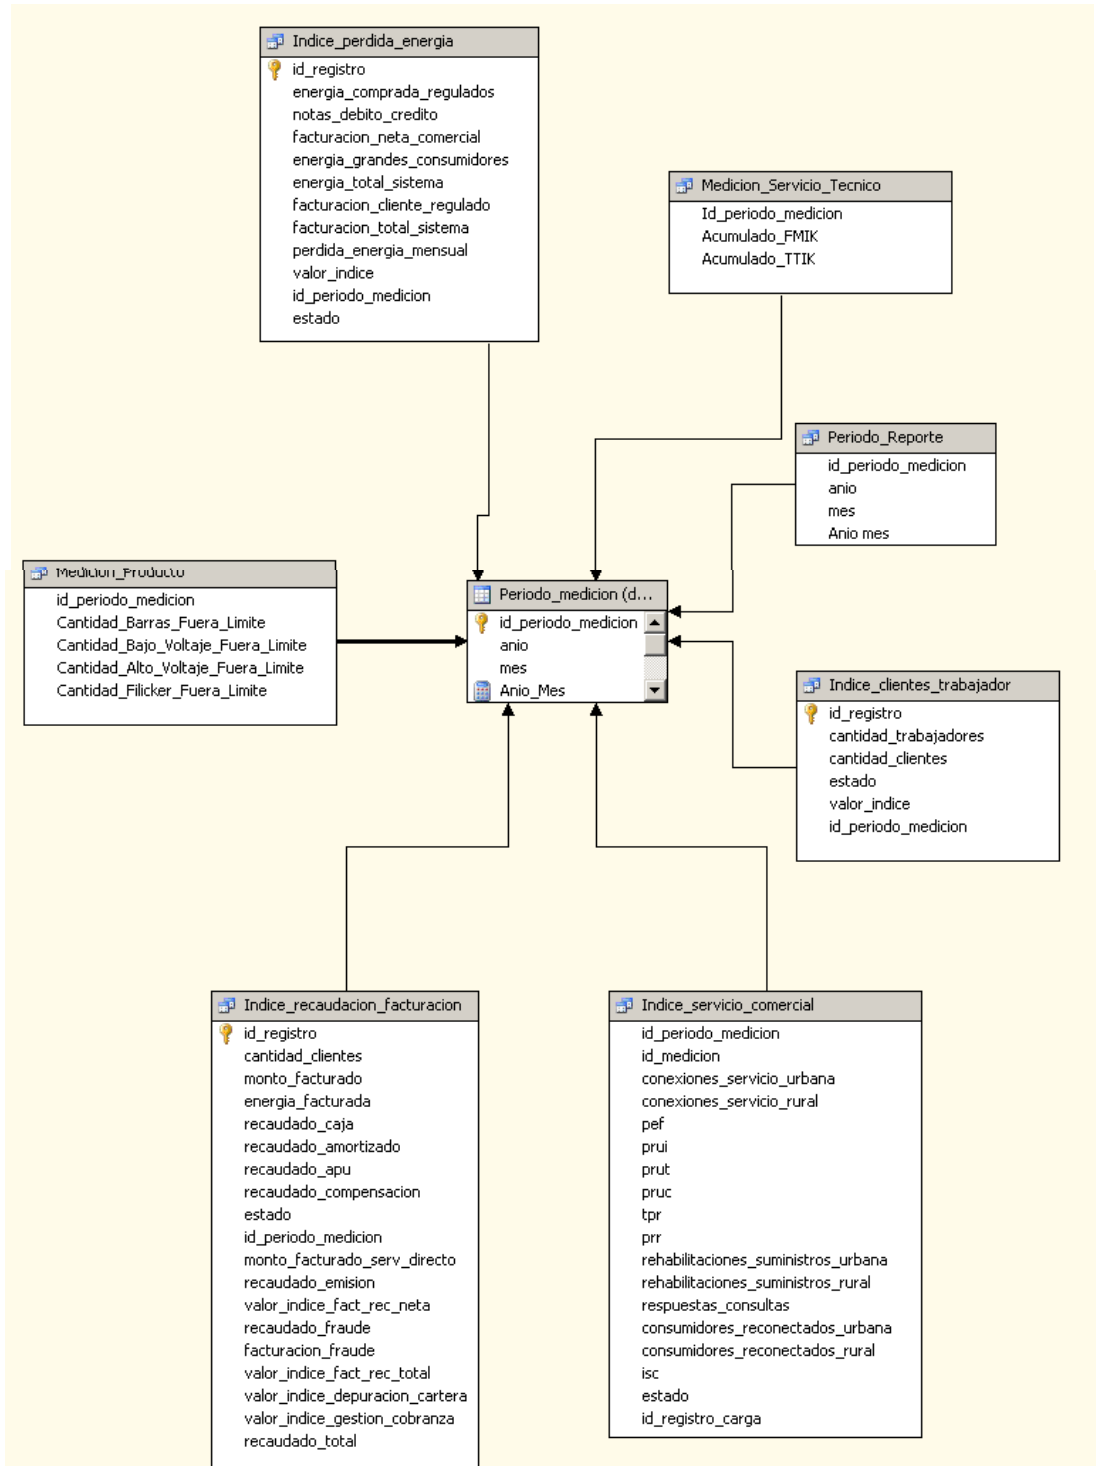 Indice_perdida_energia
id_registro
energia_comprada_regulados
notas_debito_credito
facturacion_neta_comercial
energia_grandes_consumidores
energia_total_sistema
facturacion_cliente_regulado
facturacion_total_sistema
perdida_energia_mensual
valor_indice
id_periodo_medicion
estado
Medicion_Servicio_Tecnico
Id_periodo_medicion
Acumulado_FMIK
Acumulado_TTIK
Periodo_Reporte
id_periodo_medicion
anio
mes
Anio mes
Medicion_Producto
id_periodo_medicion
Cantidad_Barras_Fuera_Limite
Cantidad_Bajo_Voltaje_Fuera_Limite
Cantidad_Alto_Voltaje_Fuera_Limite
Cantidad_Filicker_Fuera_Limite
Periodo_medicion (d...
id_periodo_medicion
anio
mes
Anio_Mes
Indice_clientes_trabajador
id_registro
cantidad_trabajadores
cantidad_clientes
estado
valor_indice
id_periodo_medicion
Indice_recaudacion_facturacion
id_registro
cantidad_clientes
monto_facturado
energia_facturada
recaudado_caja
recaudado_amortizado
recaudado_apu
recaudado_compensacion
estado
id_periodo_medicion
monto_facturado_serv_directo
recaudado_emision
valor_indice_fact_rec_neta
recaudado_fraude
facturacion_fraude
valor_indice_fact_rec_total
valor_indice_depuracion_cartera
valor_indice_gestion_cobranza
recaudado_total
Indice_servicio_comercial
id_periodo_medicion
id_medicion
conexiones_servicio_urbana
conexiones_servicio_rural
pef
prui
prut
pruc
tpr
prr
rehabilitaciones_suministros_urbana
rehabilitaciones_suministros_rural
respuestas_consultas
consumidores_reconectados_urbana
consumidores_reconectados_rural
isc
estado
id_registro_carga